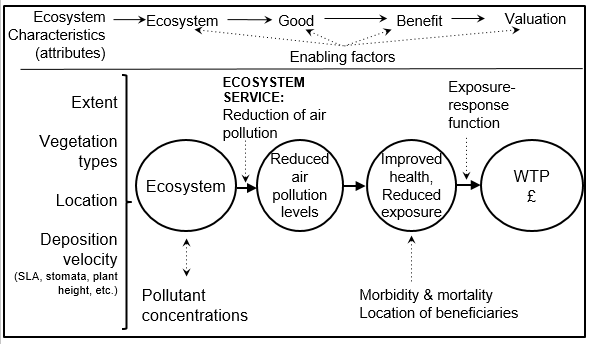 Ecosystem
Characteristics
(attributes)
Ecosystem
Good
Benefit
Valuation
Enabling factors
Extent
Vegetation
types
Location
Deposition
velocity
(SLA, stomata, plant
height, etc.)
ECOSYSTEM
SERVICE:
Reduction of air
pollution
Exposure-
response
function
Ecosystem
Reduced
air
pollution
levels
Improved
health,
Reduced
exposure
WTP
£
Pollutant
concentrations
Morbidity & mortality
Location of beneficiaries